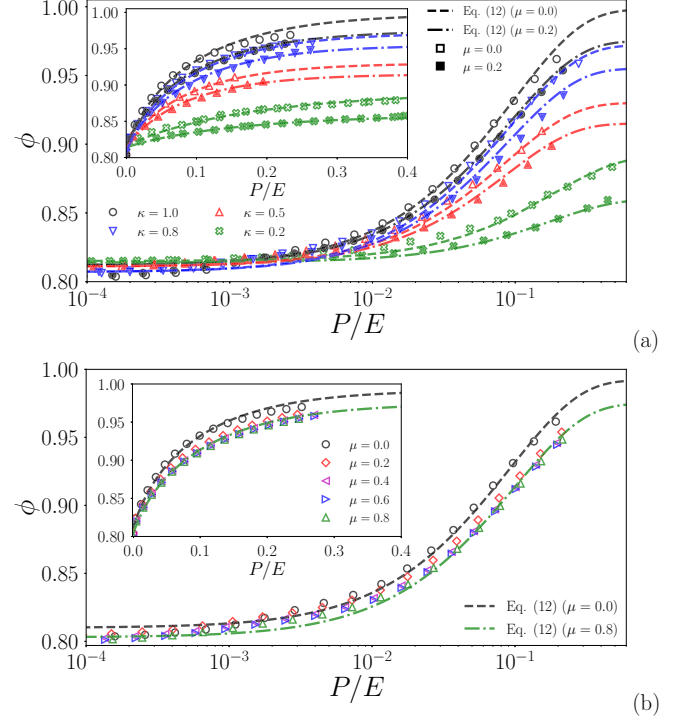 1.00
0.95
0.90
0.85
0.80
ϕ
10⁻⁴
10⁻³
10⁻²
10⁻¹
P/E
(a)
1.00
0.95
0.90
0.85
0.80
0.0
0.1
0.2
0.3
0.4
P/E
Eq. (12) (μ = 0.0)
Eq. (12) (μ = 0.2)
μ = 0.0
μ = 0.2
κ = 1.0
κ = 0.5
κ = 0.8
κ = 0.2
1.00
0.95
0.90
0.85
0.80
ϕ
10⁻⁴
10⁻³
10⁻²
10⁻¹
P/E
(b)
1.00
0.95
0.90
0.85
0.80
0.0
0.1
0.2
0.3
0.4
P/E
μ = 0.0
μ = 0.2
μ = 0.4
μ = 0.6
μ = 0.8
Eq. (12) (μ = 0.0)
Eq. (12) (μ = 0.8)